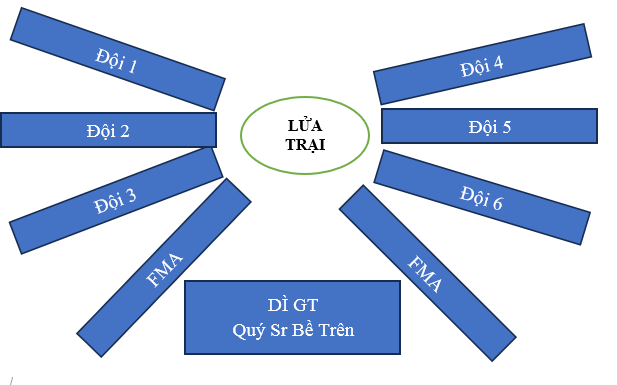 Đội 1
Đội 4
Đội 2
LỬA
TRẠI
Đội 5
Đội 3
Đội 6
FMA
FMA
DÌ GT
Quý Sr Bề Trên
/